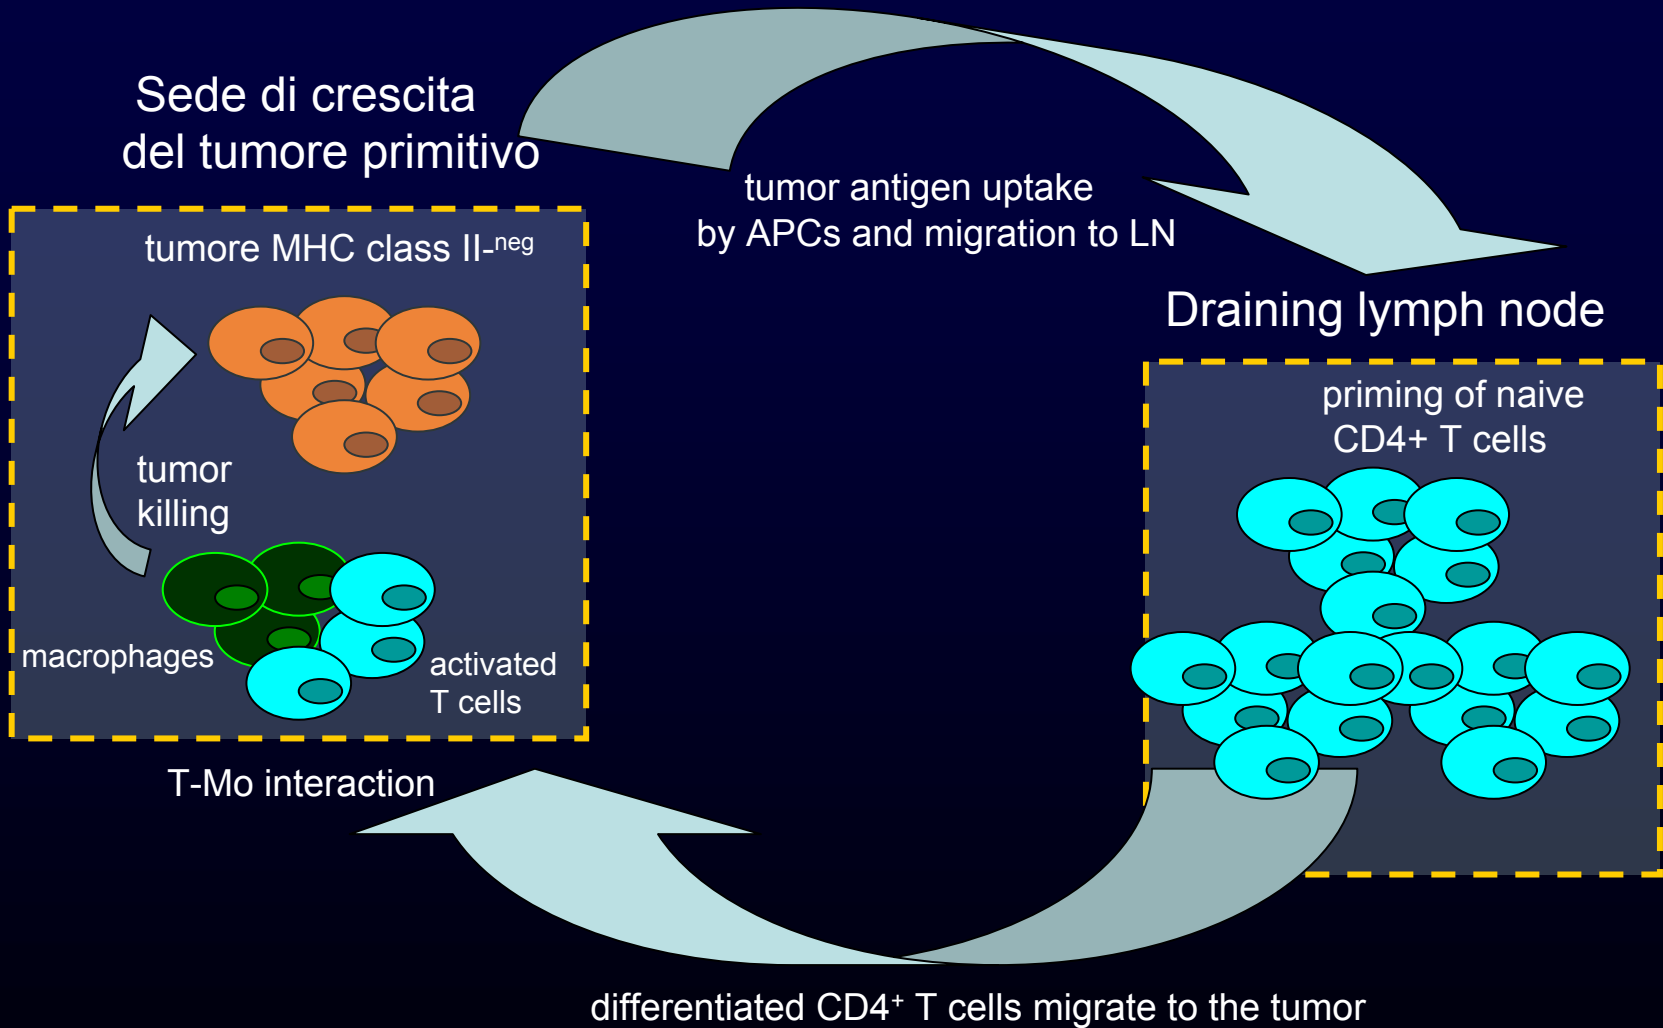 Sede di crescita
del tumore primitivo
tumor antigen uptake
by APCs and migration to LN
tumore MHC class II-neg
Draining lymph node
priming of naive
CD4+ T cells
tumor
killing
macrophages
activated
T cells
T-Mo interaction
differentiated CD4+ T cells migrate to the tumor